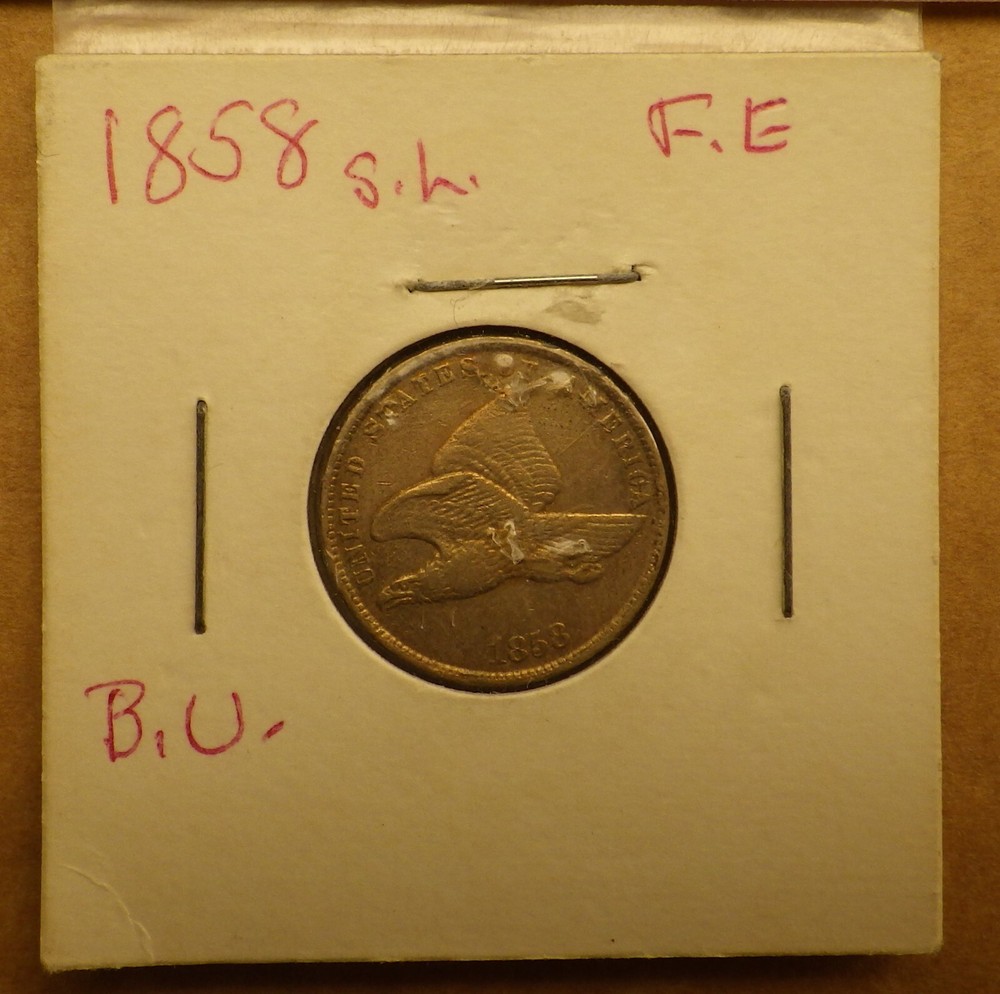 1858 s.L.
F.E
UNITED STATES OF AMERICA
1858
B.U.